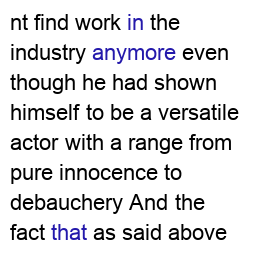 nt find work in the
industry anymore even
though he had shown
himself to be a versatile
actor with a range from
pure innocence to
debauchery And the
fact that as said above